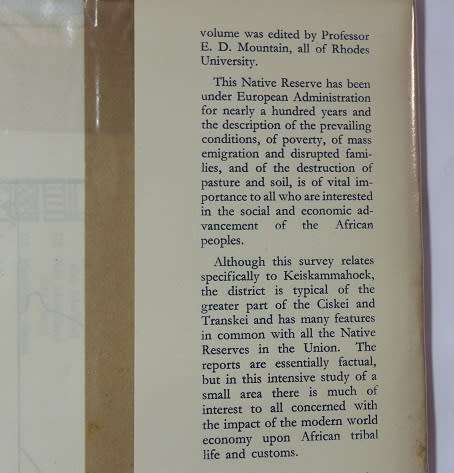 volume was edited by Professor
E. D. Mountain, all of Rhodes
University.
This Native Reserve has been
under European Administration
for nearly a hundred years and
the description of the prevailing
conditions, of poverty, of mass
emigration and disrupted fami-
lies, and of the destruction of
pasture and soil, is of vital im-
portance to all who are interested
in the social and economic ad-
vancement of the African
peoples.
Although this survey relates
specifically to Keiskammahoek,
the district is typical of the
greater part of the Ciskei and
Transkei and has many features
in common with all the Native
Reserves in the Union. The
reports are essentially factual,
but in this intensive study of a
small area there is much of
interest to all concerned with
the impact of the modern world
economy upon African tribal
life and customs.